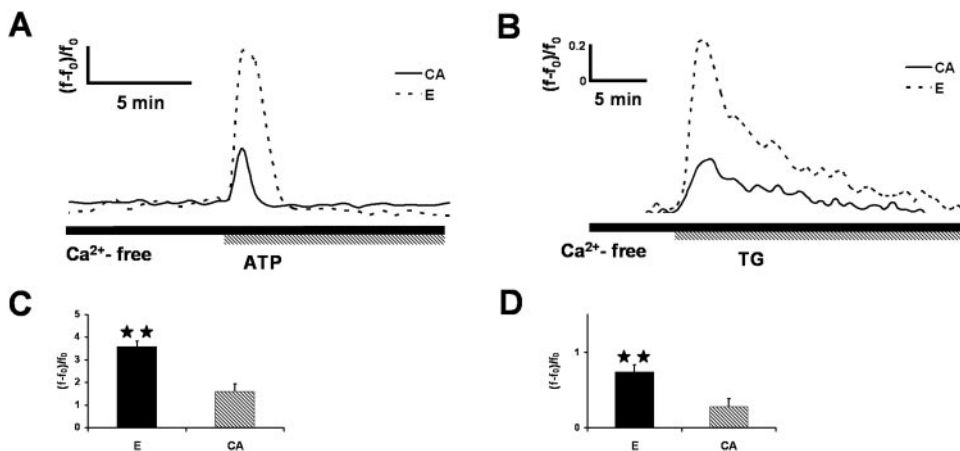 A
(f-f₀)/f₀
5 min
CA
E
Ca²⁺- free
ATP
B
(f-f₀)/f₀
0.2
0
5 min
CA
E
Ca²⁺- free
TG
C
(f-f₀)/f₀
5
4
3
2
1
0
★★
E
CA
D
(f-f₀)/f₀
1
0
★★
E
CA